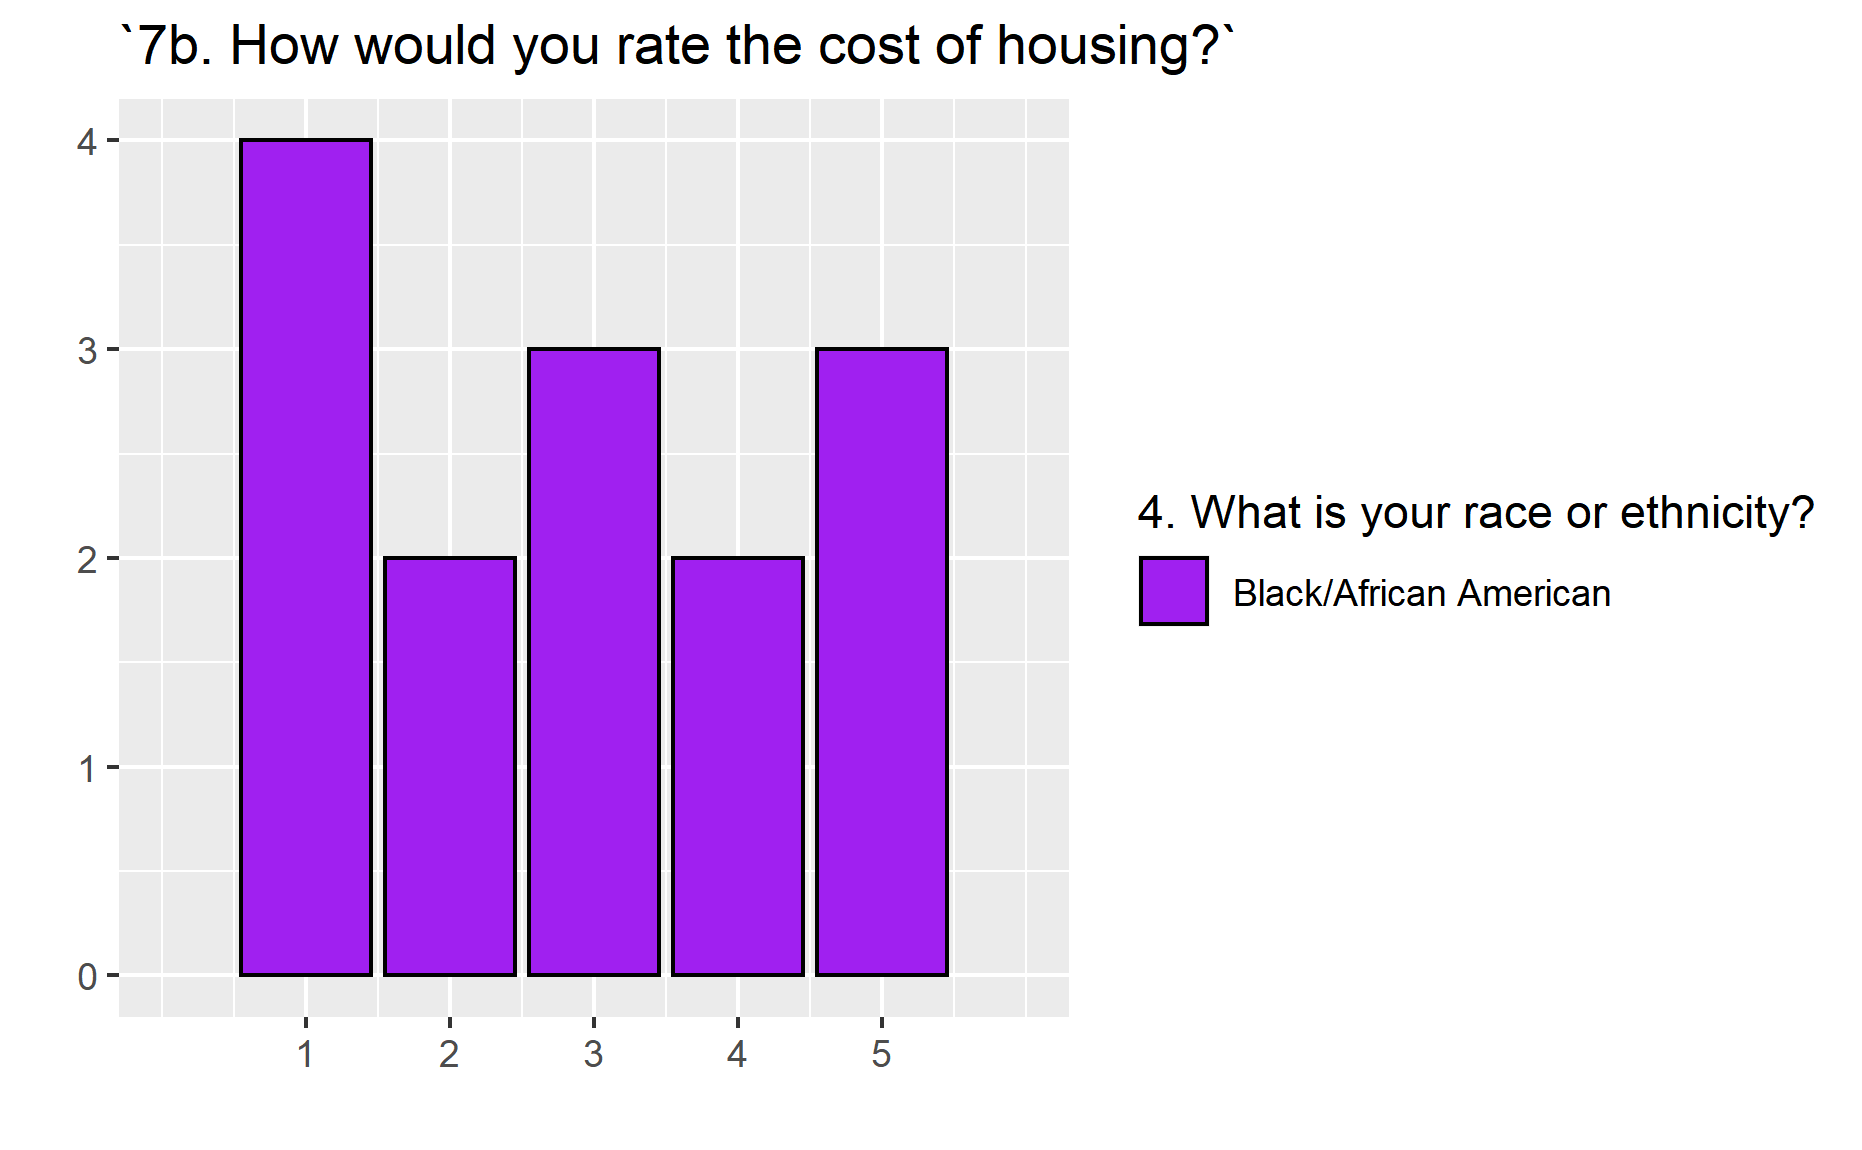 `7b. How would you rate the cost of housing?`
4
3
2
1
0
1 2 3 4 5
4. What is your race or ethnicity?
Black/African American